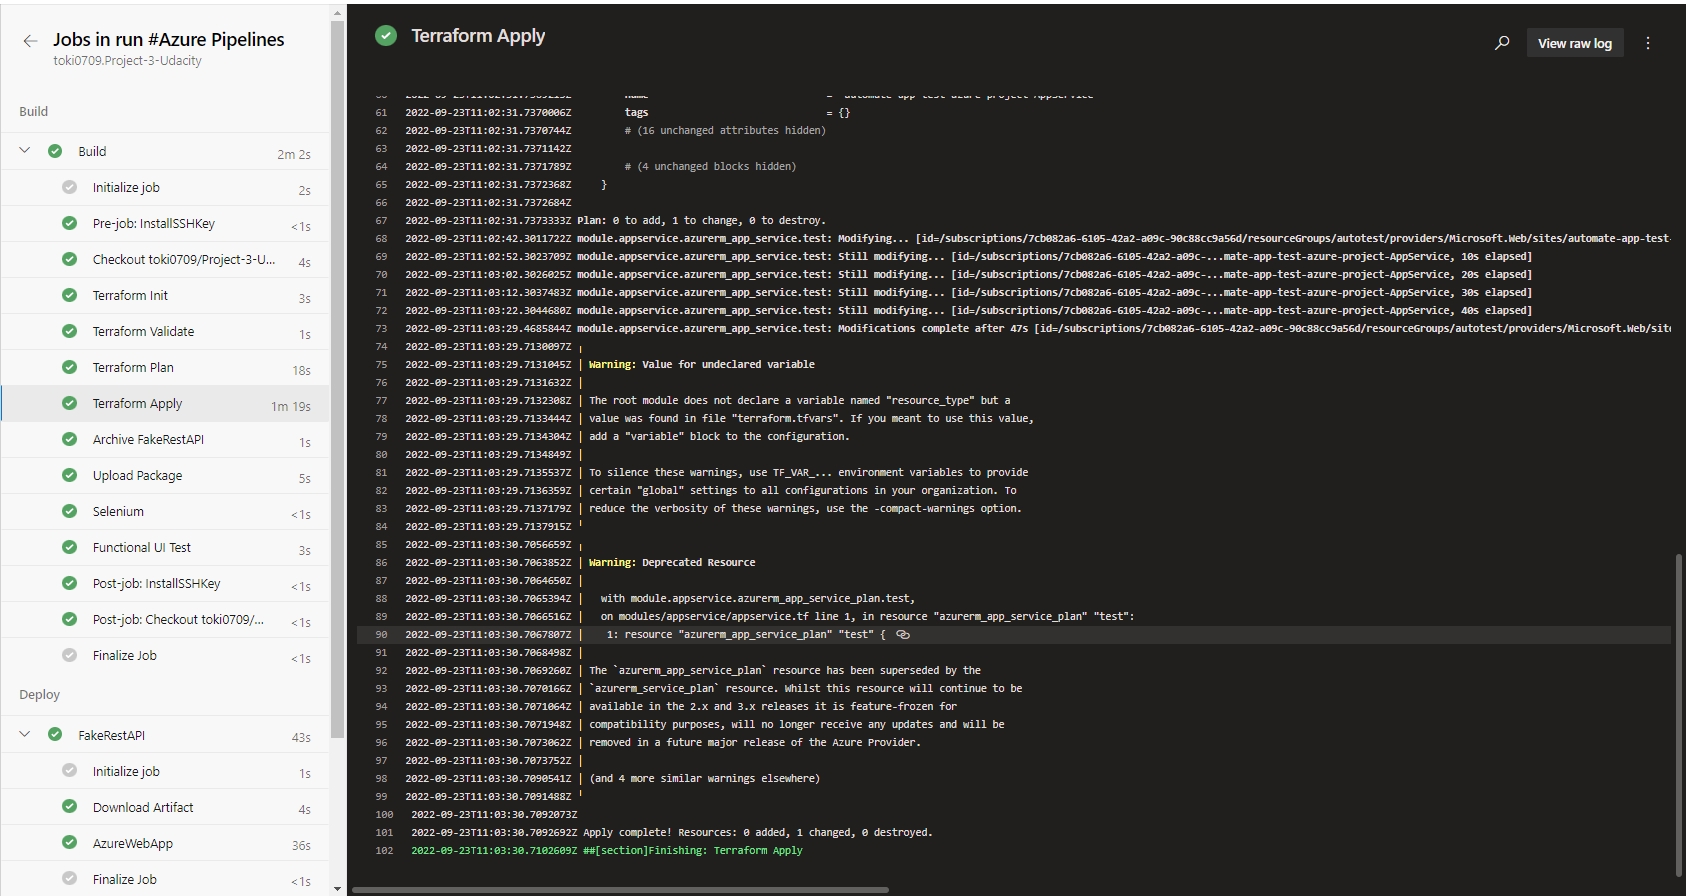 Jobs in run #Azure Pipelines
toki0709.Project-3-Udacity
Build
Build 2m 2s
Initialize job 2s
Pre-job: InstallSSHKey <1s
Checkout toki0709/Project-3-U... 4s
Terraform Init 3s
Terraform Validate 1s
Terraform Plan 18s
Terraform Apply 1m 19s
Archive FakeRestAPI 1s
Upload Package 5s
Selenium <1s
Functional UI Test 3s
Post-job: InstallSSHKey <1s
Post-job: Checkout toki0709/... <1s
Finalize Job <1s
Deploy
FakeRestAPI 43s
Initialize job 1s
Download Artifact 4s
AzureWebApp 36s
Finalize Job <1s
Terraform Apply
View raw log
61 2022-09-23T11:02:31.7370006Z tags = {}
62 2022-09-23T11:02:31.7370744Z # (16 unchanged attributes hidden)
63 2022-09-23T11:02:31.7371142Z
64 2022-09-23T11:02:31.7371789Z # (4 unchanged blocks hidden)
65 2022-09-23T11:02:31.7372368Z }
66 2022-09-23T11:02:31.7372684Z
67 2022-09-23T11:02:31.7373333Z Plan: 0 to add, 1 to change, 0 to destroy.
68 2022-09-23T11:02:42.3011722Z module.appservice.azurerm_app_service.test: Modifying... [id=/subscriptions/7cb082a6-6105-42a2-a09c-90c88cc9a56d/resourceGroups/autotest/providers/Microsoft.Web/sites/automate-app-test-
69 2022-09-23T11:02:52.3023709Z module.appservice.azurerm_app_service.test: Still modifying... [id=/subscriptions/7cb082a6-6105-42a2-a09c-...mate-app-test-azure-project-AppService, 10s elapsed]
70 2022-09-23T11:03:02.3026025Z module.appservice.azurerm_app_service.test: Still modifying... [id=/subscriptions/7cb082a6-6105-42a2-a09c-...mate-app-test-azure-project-AppService, 20s elapsed]
71 2022-09-23T11:03:12.3037483Z module.appservice.azurerm_app_service.test: Still modifying... [id=/subscriptions/7cb082a6-6105-42a2-a09c-...mate-app-test-azure-project-AppService, 30s elapsed]
72 2022-09-23T11:03:22.3044680Z module.appservice.azurerm_app_service.test: Still modifying... [id=/subscriptions/7cb082a6-6105-42a2-a09c-...mate-app-test-azure-project-AppService, 40s elapsed]
73 2022-09-23T11:03:29.4685844Z module.appservice.azurerm_app_service.test: Modifications complete after 47s [id=/subscriptions/7cb082a6-6105-42a2-a09c-90c88cc9a56d/resourceGroups/autotest/providers/Microsoft.Web/site
74 2022-09-23T11:03:29.7130097Z ╷
75 2022-09-23T11:03:29.7131045Z │ Warning: Value for undeclared variable
76 2022-09-23T11:03:29.7131632Z │
77 2022-09-23T11:03:29.7132308Z │ The root module does not declare a variable named "resource_type" but a
78 2022-09-23T11:03:29.7133444Z │ value was found in file "terraform.tfvars". If you meant to use this value,
79 2022-09-23T11:03:29.7134304Z │ add a "variable" block to the configuration.
80 2022-09-23T11:03:29.7134849Z │
81 2022-09-23T11:03:29.7135537Z │ To silence these warnings, use TF_VAR_... environment variables to provide
82 2022-09-23T11:03:29.7136359Z │ certain "global" settings to all configurations in your organization. To
83 2022-09-23T11:03:29.7137179Z │ reduce the verbosity of these warnings, use the -compact-warnings option.
84 2022-09-23T11:03:29.7137915Z ╵
85 2022-09-23T11:03:30.7056659Z ╷
86 2022-09-23T11:03:30.7063852Z │ Warning: Deprecated Resource
87 2022-09-23T11:03:30.7064650Z │
88 2022-09-23T11:03:30.7065394Z │ with module.appservice.azurerm_app_service_plan.test,
89 2022-09-23T11:03:30.7066516Z │ on modules/appservice/appservice.tf line 1, in resource "azurerm_app_service_plan" "test":
90 2022-09-23T11:03:30.7067807Z │ 1: resource "azurerm_app_service_plan" "test" {
91 2022-09-23T11:03:30.7068498Z │
92 2022-09-23T11:03:30.7069260Z │ The `azurerm_app_service_plan` resource has been superseded by the
93 2022-09-23T11:03:30.7070166Z │ `azurerm_service_plan` resource. Whilst this resource will continue to be
94 2022-09-23T11:03:30.7071064Z │ available in the 2.x and 3.x releases it is feature-frozen for
95 2022-09-23T11:03:30.7071948Z │ compatibility purposes, will no longer receive any updates and will be
96 2022-09-23T11:03:30.7073062Z │ removed in a future major release of the Azure Provider.
97 2022-09-23T11:03:30.7073752Z │
98 2022-09-23T11:03:30.7090541Z │ (and 4 more similar warnings elsewhere)
99 2022-09-23T11:03:30.7091488Z ╵
100 2022-09-23T11:03:30.7092073Z
101 2022-09-23T11:03:30.7092692Z Apply complete! Resources: 0 added, 1 changed, 0 destroyed.
102 2022-09-23T11:03:30.7102609Z ##[section]Finishing: Terraform Apply